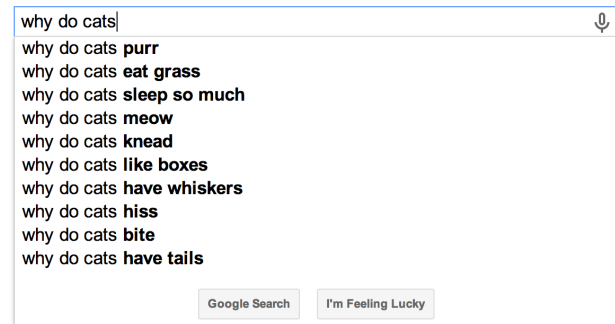 why do cats
why do cats purr
why do cats eat grass
why do cats sleep so much
why do cats meow
why do cats knead
why do cats like boxes
why do cats have whiskers
why do cats hiss
why do cats bite
why do cats have tails
Google Search I'm Feeling Lucky